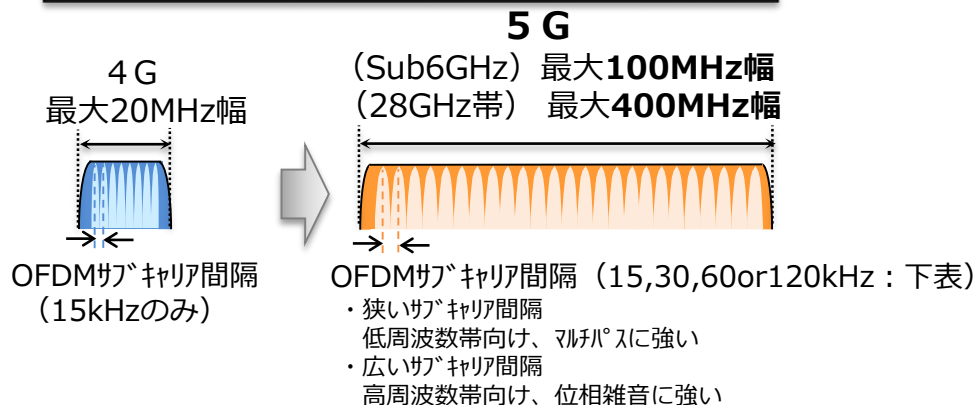 5 G
4 G
最大20MHz幅
（Sub6GHz）最大100MHz幅
（28GHz帯） 最大400MHz幅
OFDMｻﾌﾞｷｬﾘｱ間隔
（15kHzのみ）
OFDMｻﾌﾞｷｬﾘｱ間隔（15,30,60or120kHz：下表）
・狭いｻﾌﾞｷｬﾘｱ間隔
低周波数帯向け、ﾏﾙﾁﾊﾟｽに強い
・広いｻﾌﾞｷｬﾘｱ間隔
高周波数帯向け、位相雑音に強い